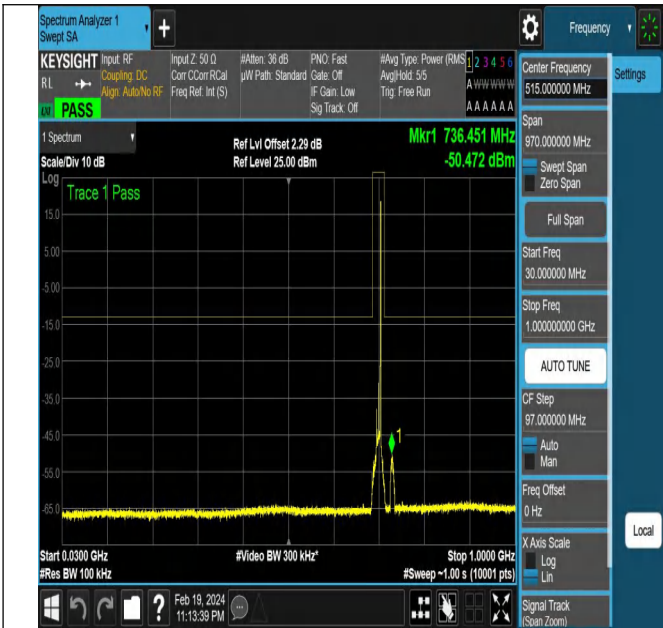 Spectrum Analyzer 1
Swept SA
Frequency
KEYSIGHT
RL
PASS
Input: RF
Coupling: DC
Align: Auto/No RF
Input Z: 50 Ω
Corr CCorr RCal
Freq Ref: Int (S)
#Atten: 36 dB
µW Path: Standard
PNO: Fast
Gate: Off
IF Gain: Low
Sig Track: Off
#Avg Type: Power (RMS
Avg|Hold: 5/5
Trig: Free Run
1 2 3 4 5 6
A W W W W W
A A A A A A
1 Spectrum
Scale/Div 10 dB
Log
Ref Lvl Offset 2.29 dB
Ref Level 25.00 dBm
Mkr1 736.451 MHz
-50.472 dBm
Trace 1 Pass
15.0
5.00
-5.00
-15.0
-25.0
-35.0
-45.0
-55.0
-65.0
1
Start 0.0300 GHz
#Res BW 100 kHz
#Video BW 300 kHz*
Stop 1.0000 GHz
#Sweep ~1.00 s (10001 pts)
Feb 19, 2024
11:13:39 PM
Center Frequency
515.000000 MHz
Span
970.000000 MHz
Swept Span
Zero Span
Full Span
Start Freq
30.000000 MHz
Stop Freq
1.000000000 GHz
AUTO TUNE
CF Step
97.000000 MHz
Auto
Man
Freq Offset
0 Hz
X Axis Scale
Log
Lin
Signal Track
(Span Zoom)
Settings
Local